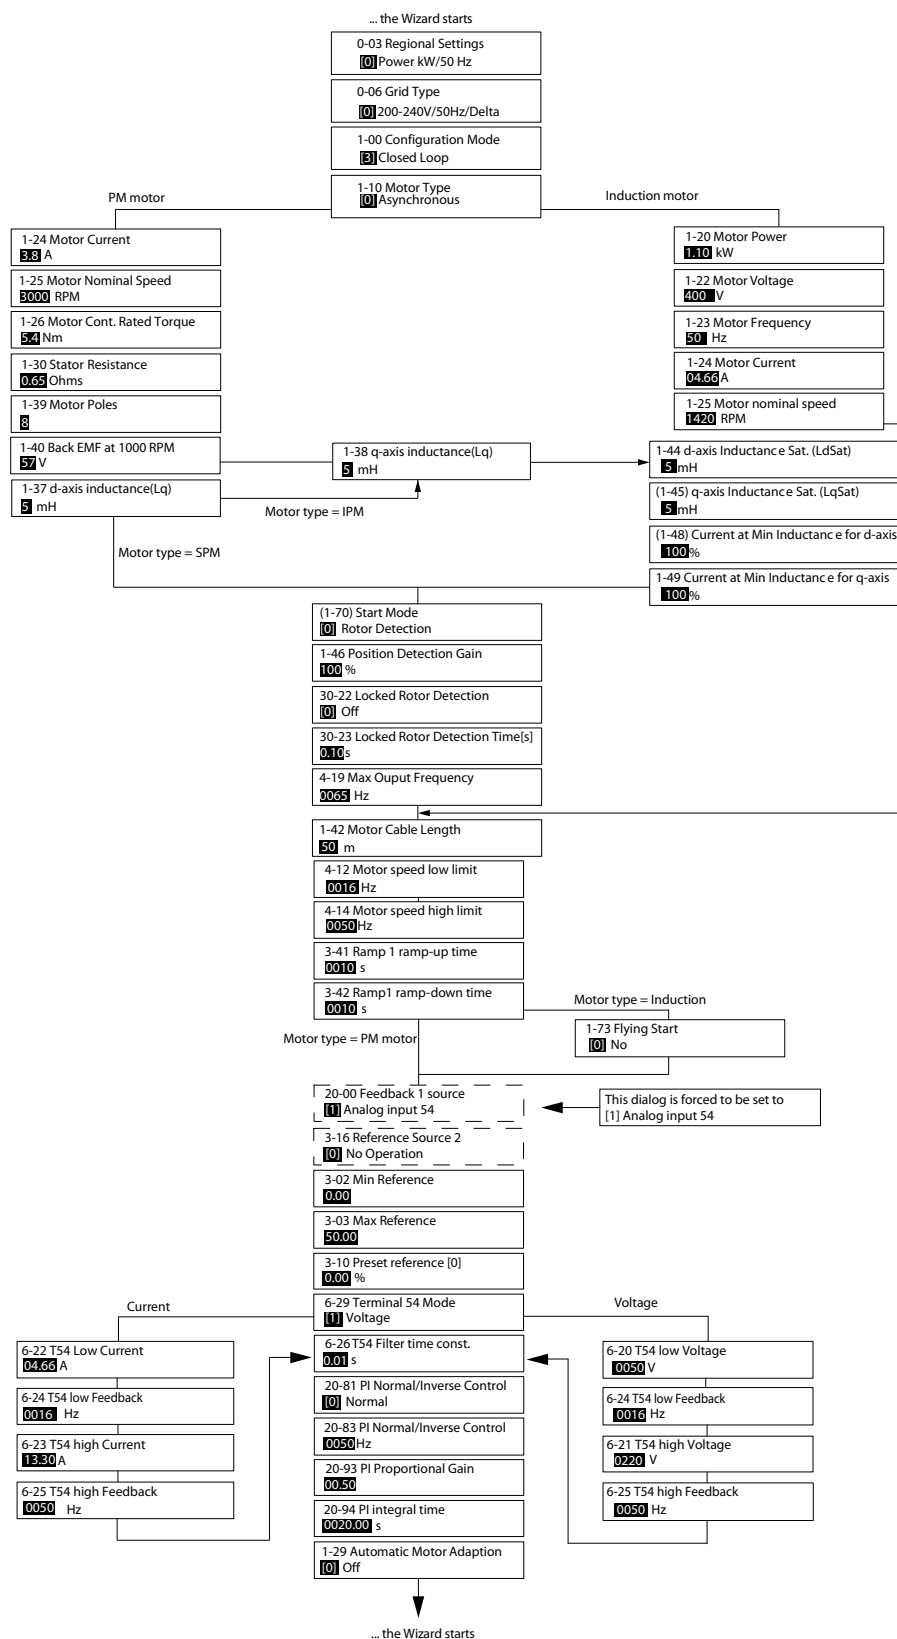 ... the Wizard starts
0-03 Regional Settings
[0] Power kW/50 Hz
0-06 Grid Type
[0] 200-240V/50Hz/Delta
1-00 Configuration Mode
[3] Closed Loop
1-10 Motor Type
[0] Asynchronous
PM motor
Induction motor
1-24 Motor Current
3.8 A
1-25 Motor Nominal Speed
3000 RPM
1-26 Motor Cont. Rated Torque
5.4 Nm
1-30 Stator Resistance
0.65 Ohms
1-39 Motor Poles
8
1-40 Back EMF at 1000 RPM
57 V
1-37 d-axis inductance(Lq)
5 mH
1-20 Motor Power
1.10 kW
1-22 Motor Voltage
400 V
1-23 Motor Frequency
50 Hz
1-24 Motor Current
04.66 A
1-25 Motor nominal speed
1420 RPM
1-38 q-axis inductance(Lq)
5 mH
Motor type = IPM
Motor type = SPM
1-44 d-axis Inductance Sat. (LdSat)
5 mH
(1-45) q-axis Inductance Sat. (LqSat)
5 mH
(1-48) Current at Min Inductance for d-axis
100 %
1-49 Current at Min Inductance for q-axis
100 %
(1-70) Start Mode
[0] Rotor Detection
1-46 Position Detection Gain
100 %
30-22 Locked Rotor Detection
[0] Off
30-23 Locked Rotor Detection Time[s]
0.10 s
4-19 Max Ouput Frequency
0065 Hz
1-42 Motor Cable Length
50 m
4-12 Motor speed low limit
0016 Hz
4-14 Motor speed high limit
0050 Hz
3-41 Ramp 1 ramp-up time
0010 s
3-42 Ramp1 ramp-down time
0010 s
Motor type = Induction
1-73 Flying Start
[0] No
Motor type = PM motor
20-00 Feedback 1 source
[1] Analog input 54
This dialog is forced to be set to
[1] Analog input 54
3-16 Reference Source 2
[0] No Operation
3-02 Min Reference
0.00
3-03 Max Reference
50.00
3-10 Preset reference [0]
0.00 %
6-29 Terminal 54 Mode
[1] Voltage
Current
Voltage
6-22 T54 Low Current
04.66 A
6-24 T54 low Feedback
0016 Hz
6-23 T54 high Current
13.30 A
6-25 T54 high Feedback
0050 Hz
6-26 T54 Filter time const.
0.01 s
20-81 PI Normal/Inverse Control
[0] Normal
20-83 PI Normal/Inverse Control
0050 Hz
20-93 PI Proportional Gain
00.50
20-94 PI integral time
0020.00 s
1-29 Automatic Motor Adaption
[0] Off
6-20 T54 low Voltage
0050 V
6-24 T54 low Feedback
0016 Hz
6-21 T54 high Voltage
0220 V
6-25 T54 high Feedback
0050 Hz
... the Wizard starts